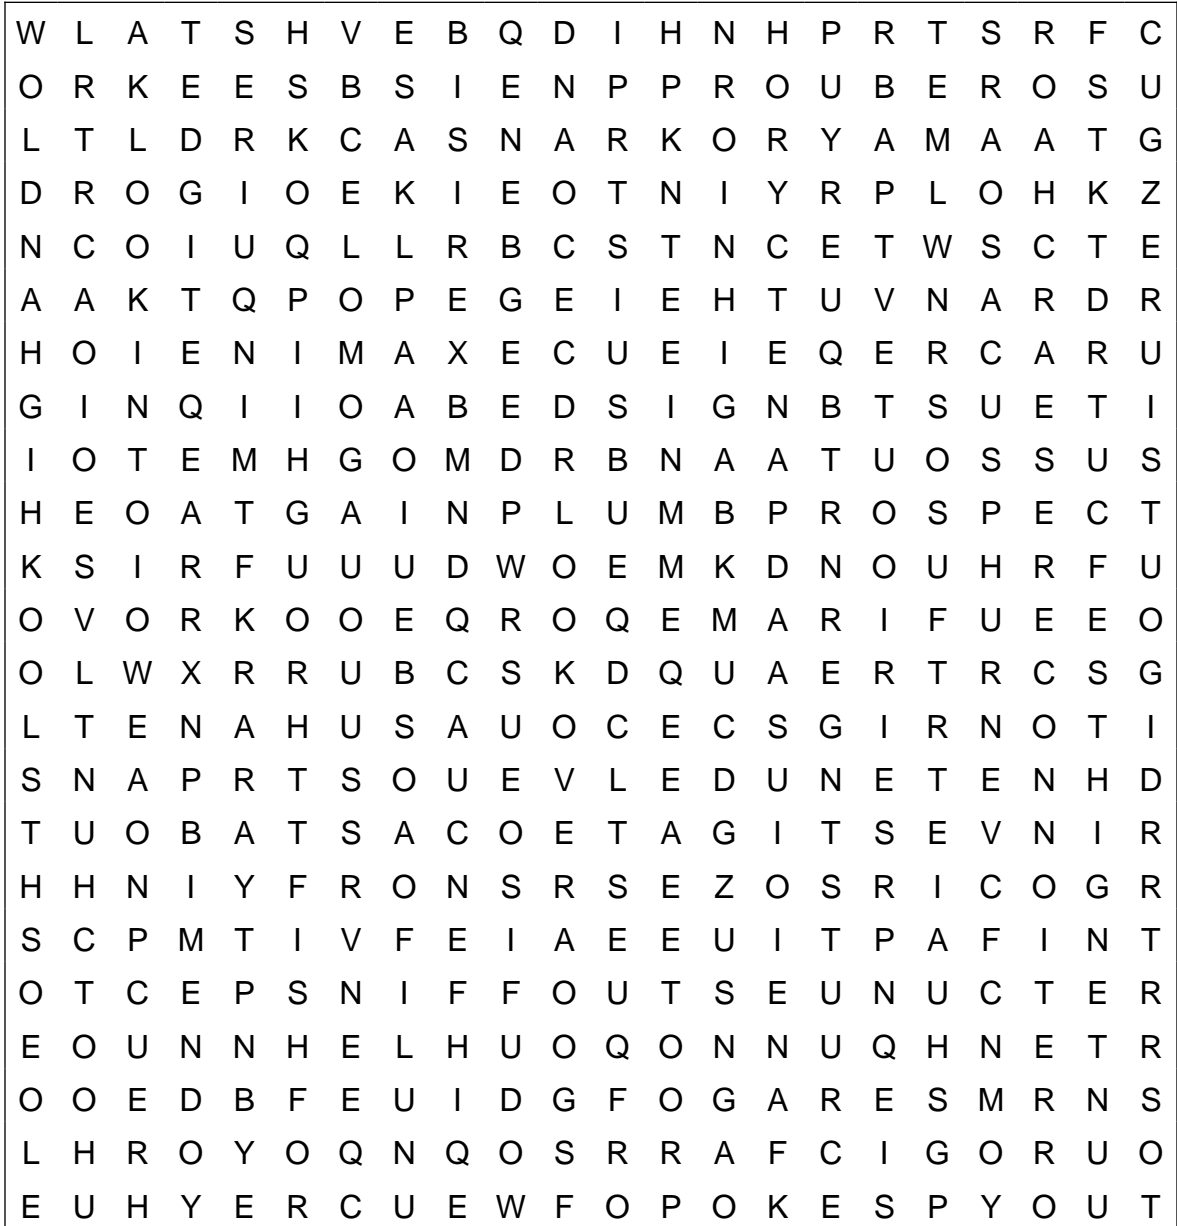 W L A T S H V E B Q D I H N H P R T S R F C
O R K E E S B S I E N P P R O U B E R O S U
L T L D R K C A S N A R K O R Y A M A A T G
D R O G I O E K I E O T N I Y R P L O H K Z
N C O I U Q L L R B C S T N C E T W S C T E
A A K T Q P O P E G E I E H T U V N A R D R
H O I E N I M A X E C U E I E Q E R C A R U
G I N Q I I O A B E D S I G N B T S U E T I
I O T E M H G O M D R B N A A T U O S S U S
H E O A T G A I N P L U M B P R O S P E C T
K S I R F U U U D W O E M K D N O U H R F U
O V O R K O O E Q R O Q E M A R I F U E E O
O L W X R R U B C S K D Q U A E R T R C S G
L T E N A H U S A U O C E C S G I R N O T I
S N A P R T S O U E V L E D U N E T E N H D
T U O B A T S A C O E T A G I T S E V N I R
H H N I Y F R O N S R S E Z O S R I C O G R
S C P M T I V F E I A E E U I T P A F I N T
O T C E P S N I F F O U T S E U N U C T E R
E O U N N H E L H U O Q O N N U Q H N E T R
O O E D B F E U I D G F O G A R E S M R N S
L H R O Y O Q N Q O S R R A F C I G O R U O
E U H Y E R C U E W F O P O K E S P Y O U T